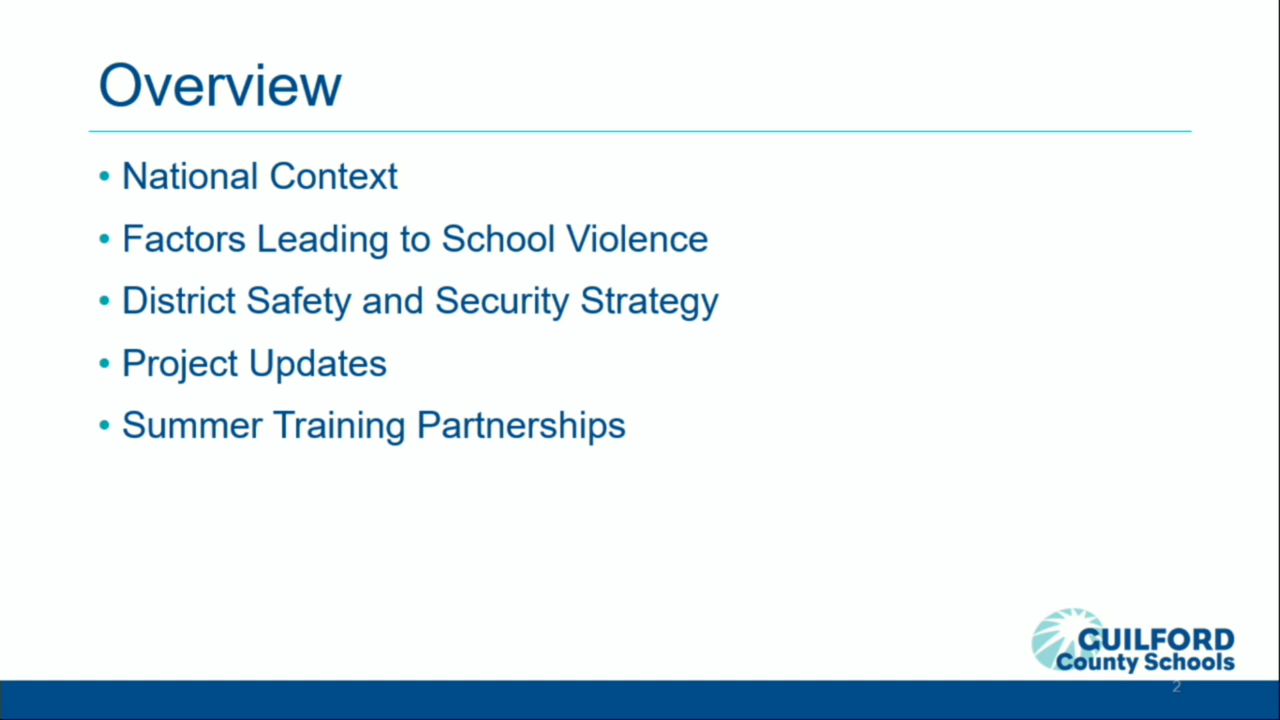 Overview
• National Context
• Factors Leading to School Violence
• District Safety and Security Strategy
• Project Updates
• Summer Training Partnerships
GUILFORD
County Schools
2